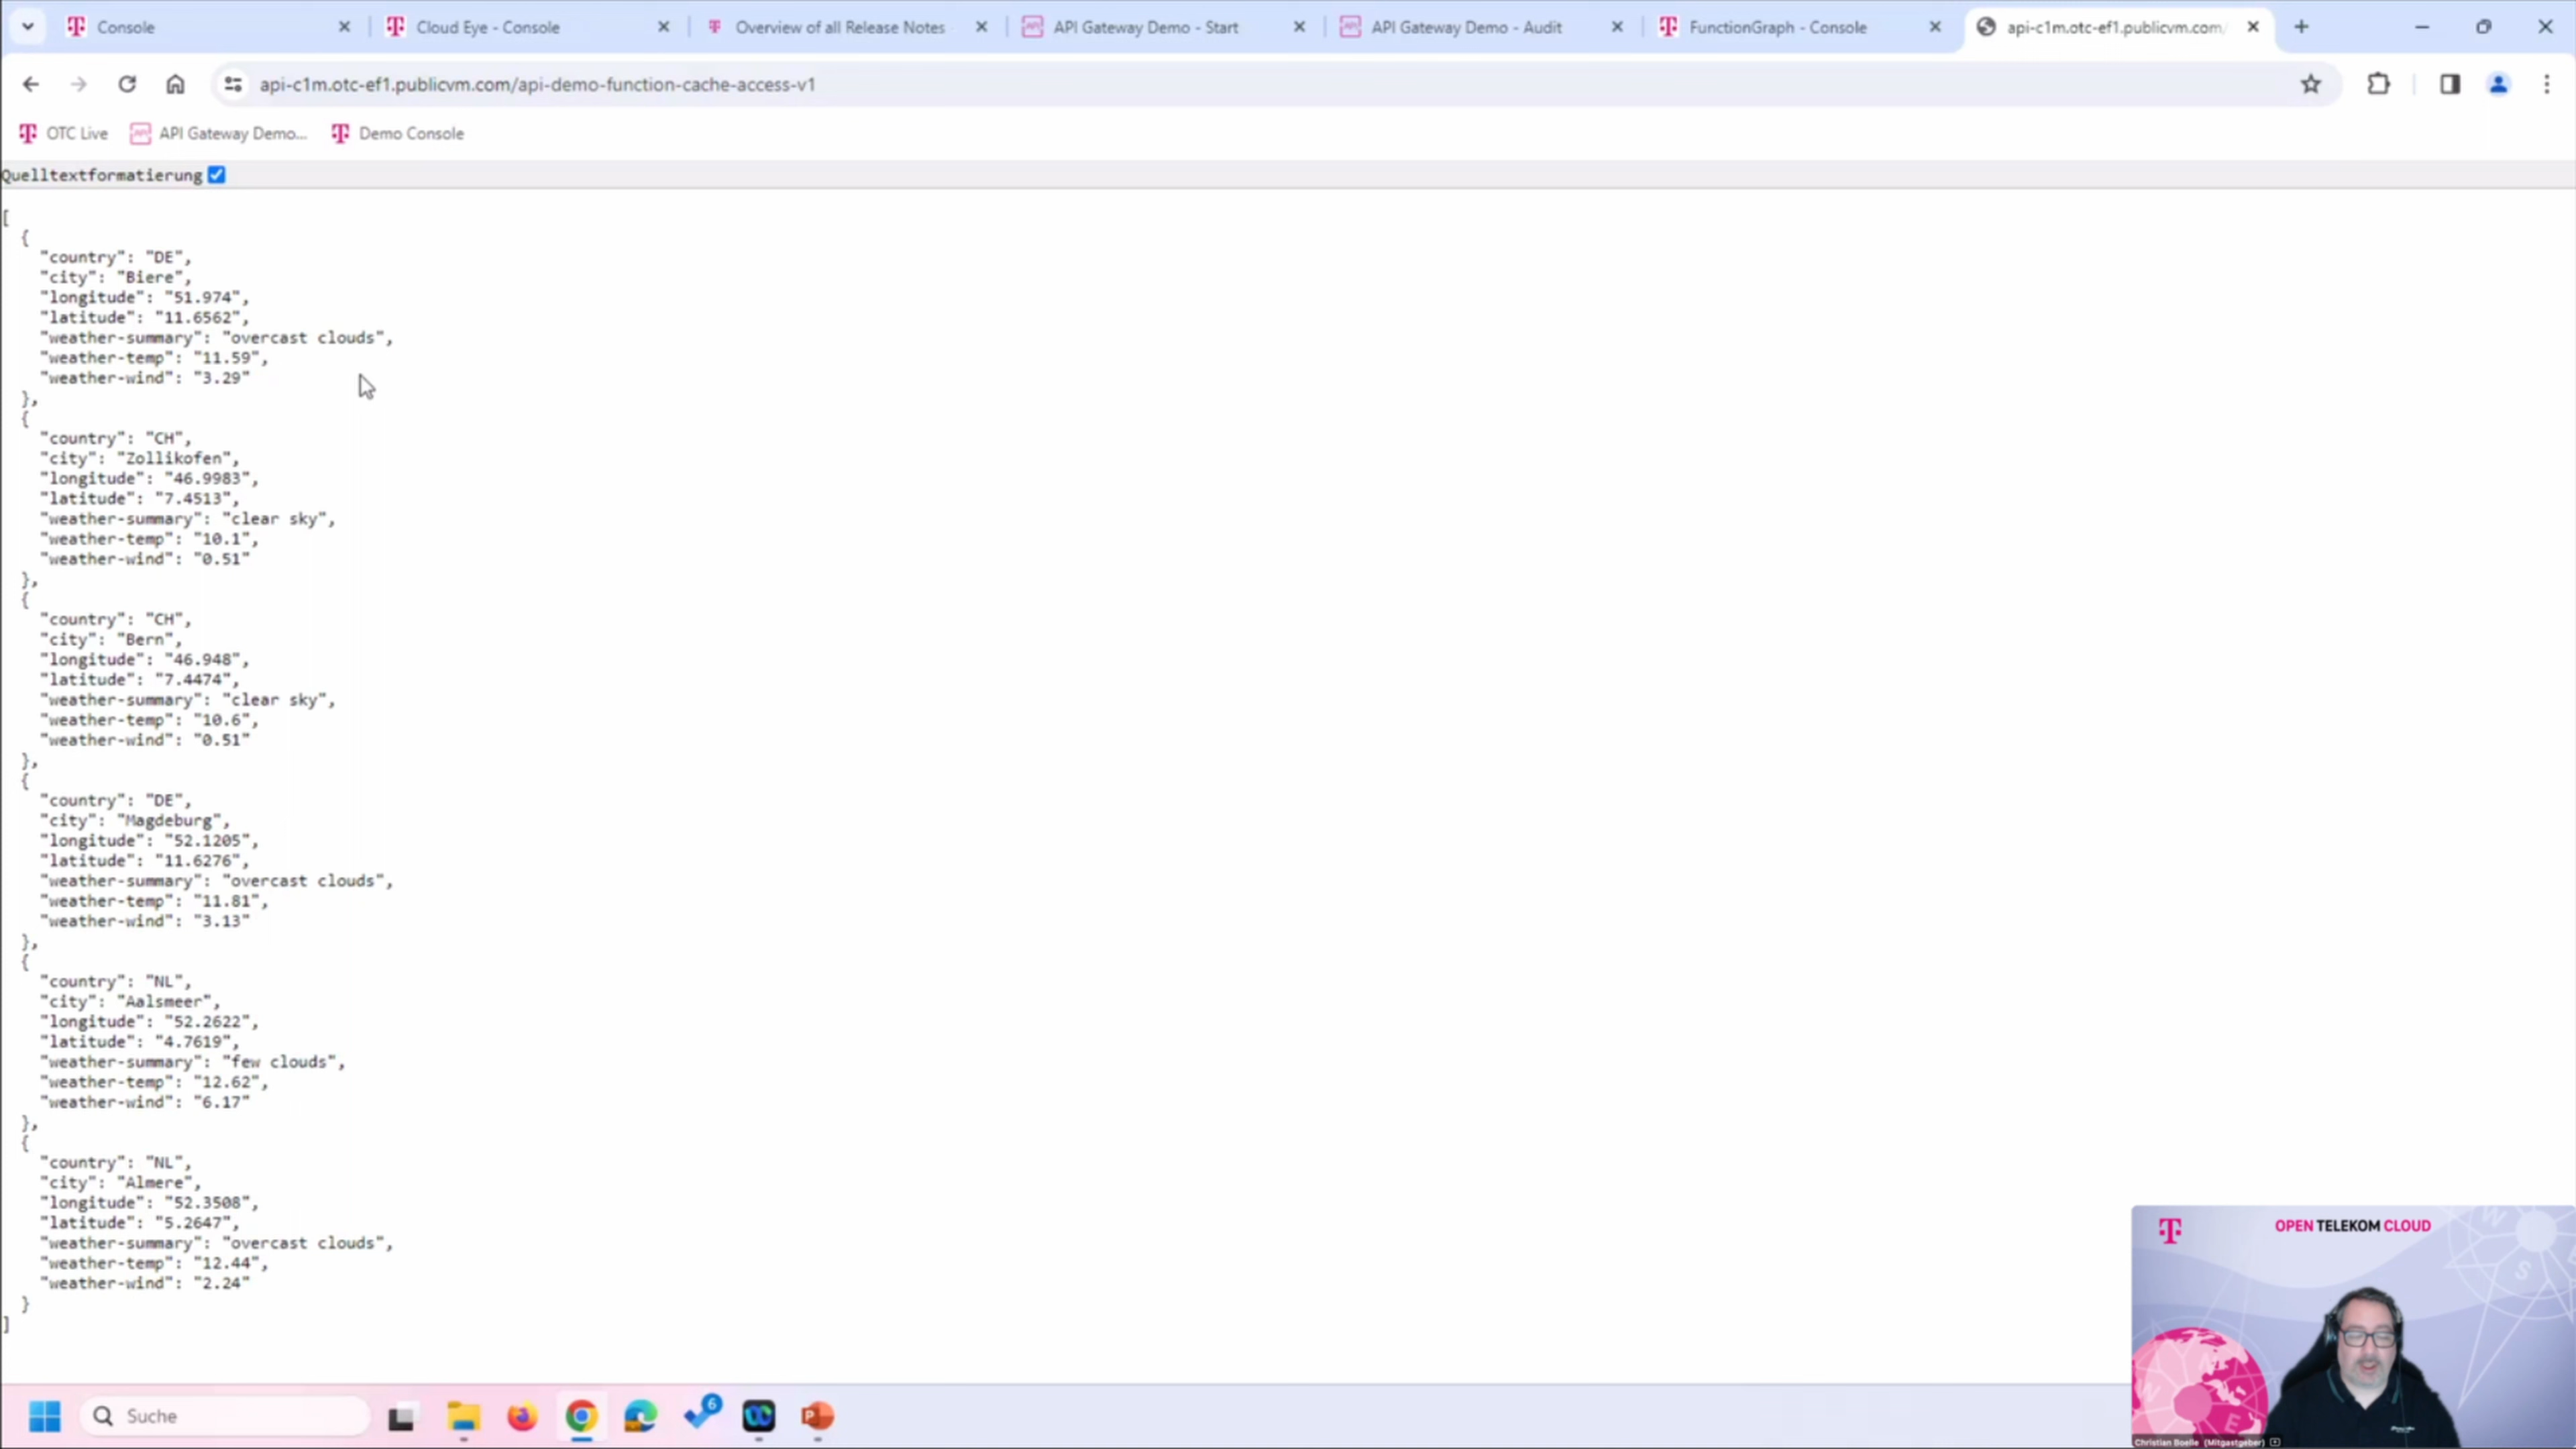 Console
Cloud Eye - Console
Overview of all Release Notes
API Gateway Demo - Start
API Gateway Demo - Audit
FunctionGraph - Console
api-c1m.otc-ef1.publicvm.com/
api-c1m.otc-ef1.publicvm.com/api-demo-function-cache-access-v1
OTC Live
API Gateway Demo...
Demo Console
Quelltextformatierung
[
{
"country": "DE",
"city": "Biere",
"longitude": "51.974",
"latitude": "11.6562",
"weather-summary": "overcast clouds",
"weather-temp": "11.59",
"weather-wind": "3.29"
},
{
"country": "CH",
"city": "Zollikofen",
"longitude": "46.9983",
"latitude": "7.4513",
"weather-summary": "clear sky",
"weather-temp": "10.1",
"weather-wind": "0.51"
},
{
"country": "CH",
"city": "Bern",
"longitude": "46.948",
"latitude": "7.4474",
"weather-summary": "clear sky",
"weather-temp": "10.6",
"weather-wind": "0.51"
},
{
"country": "DE",
"city": "Magdeburg",
"longitude": "52.1205",
"latitude": "11.6276",
"weather-summary": "overcast clouds",
"weather-temp": "11.81",
"weather-wind": "3.13"
},
{
"country": "NL",
"city": "Aalsmeer",
"longitude": "52.2622",
"latitude": "4.7619",
"weather-summary": "few clouds",
"weather-temp": "12.62",
"weather-wind": "6.17"
},
{
"country": "NL",
"city": "Almere",
"longitude": "52.3508",
"latitude": "5.2647",
"weather-summary": "overcast clouds",
"weather-temp": "12.44",
"weather-wind": "2.24"
}
]
OPEN TELEKOM CLOUD
Christian Boelle (Mitgastgeber)
Suche
6